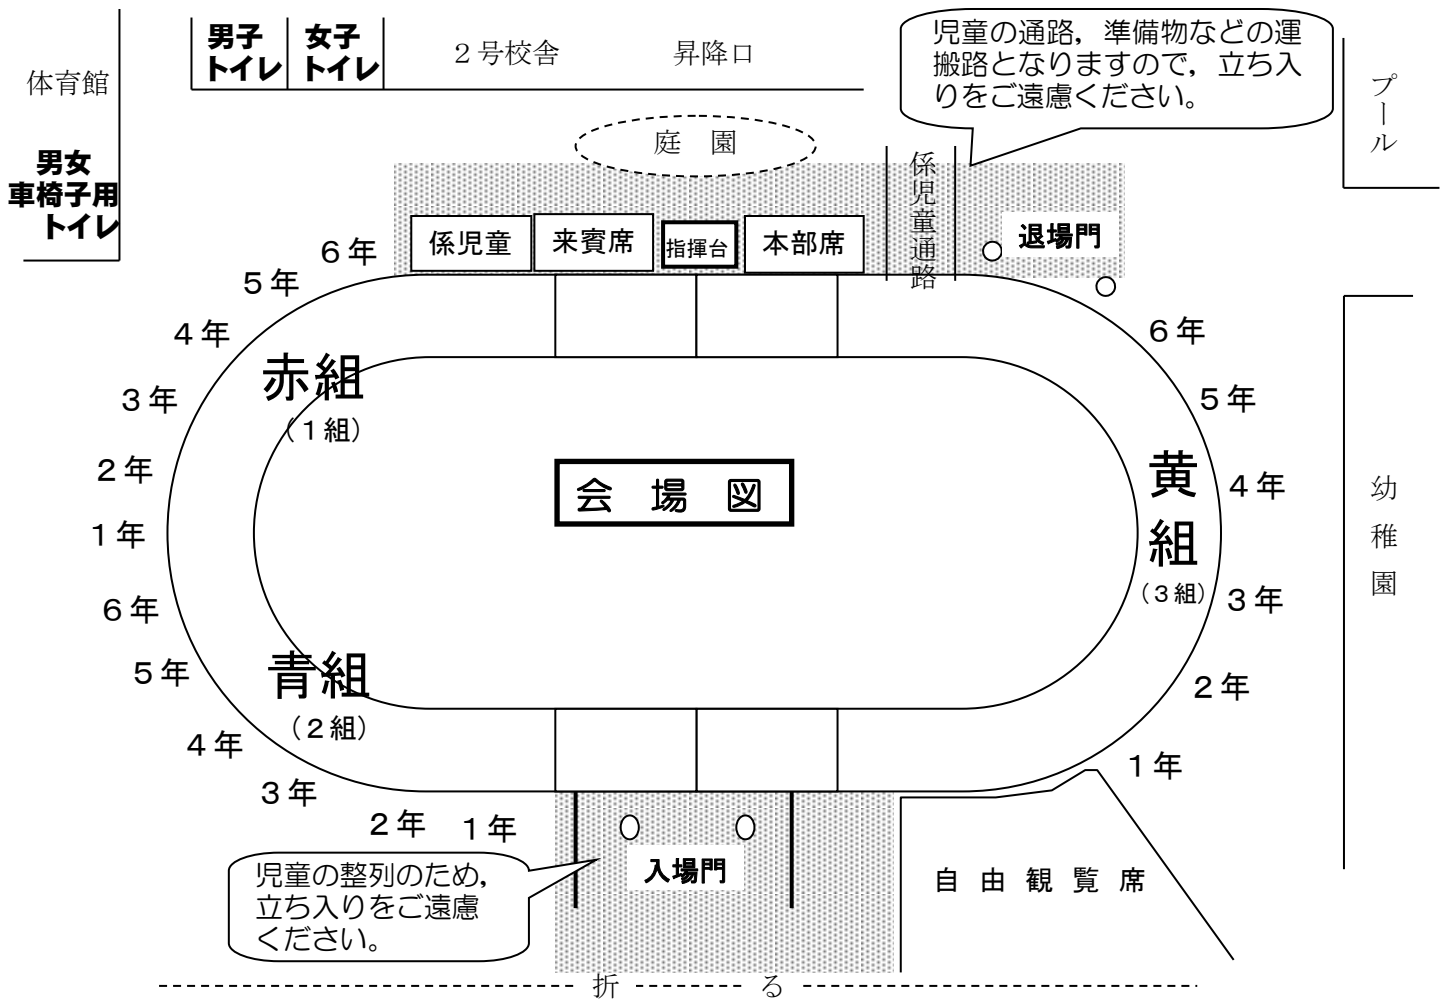 男子
トイレ
女子
トイレ
２号校舎
昇降口
児童の通路，準備物などの運
搬路となりますので，立ち入
りをご遠慮ください。
体育館
プール
男女
車椅子用
トイレ
庭　園
係児童通路
係児童
来賓席
指揮台
本部席
退場門
６年
５年
４年
３年
２年
１年
赤組
（１組）
６年
５年
４年
３年
２年
１年
黄
組
（３組）
会　場　図
幼稚園
６年
５年
４年
３年
２年
１年
青組
（２組）
入場門
児童の整列のため，
立ち入りをご遠慮
ください。
自由観覧席
折　る